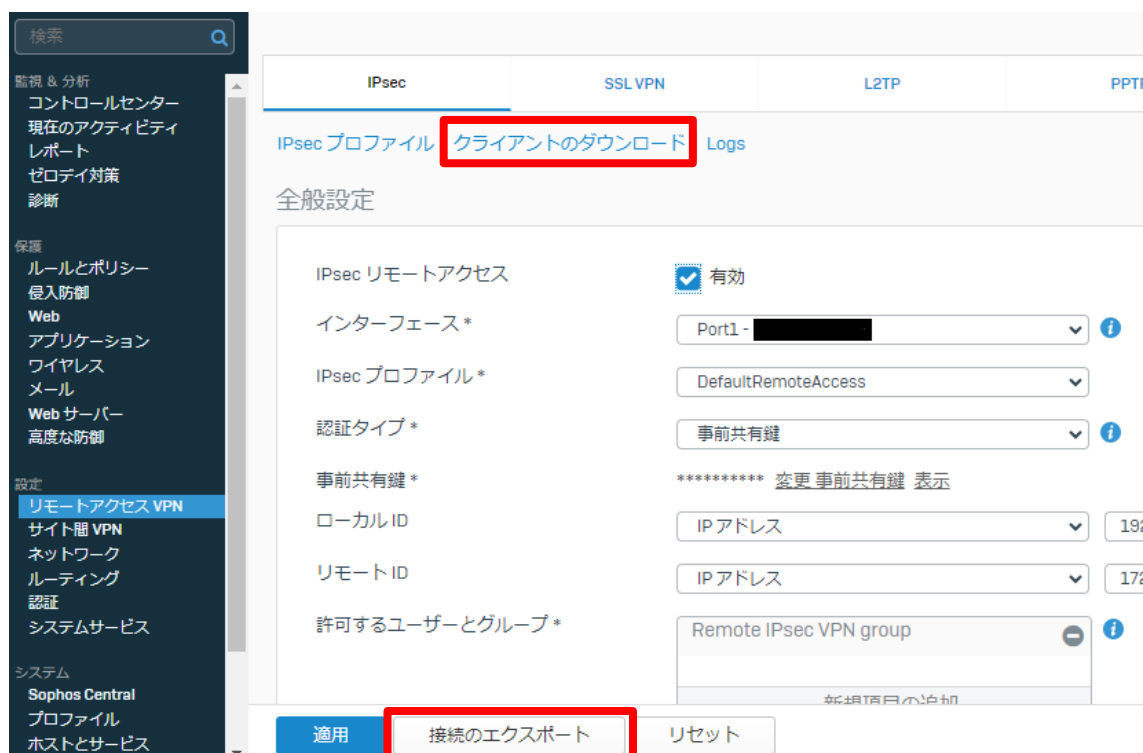 検索
監視 & 分析
コントロールセンター
現在のアクティビティ
レポート
ゼロデイ対策
診断
保護
ルールとポリシー
侵入防御
Web
アプリケーション
ワイヤレス
メール
Web サーバー
高度な防御
設定
リモートアクセス VPN
サイト間 VPN
ネットワーク
ルーティング
認証
システムサービス
システム
Sophos Central
プロファイル
ホストとサービス
IPsec SSL VPN L2TP
IPsec プロファイル クライアントのダウンロード Logs
全般設定
IPsec リモートアクセス 有効
インターフェース * Port1 -
IPsec プロファイル * DefaultRemoteAccess
認証タイプ * 事前共有鍵
事前共有鍵 * ********** 変更 事前共有鍵 表示
ローカル ID IP アドレス
リモート ID IP アドレス
許可するユーザーとグループ * Remote IPsec VPN group
新規項目の追加
適用 接続のエクスポート リセット